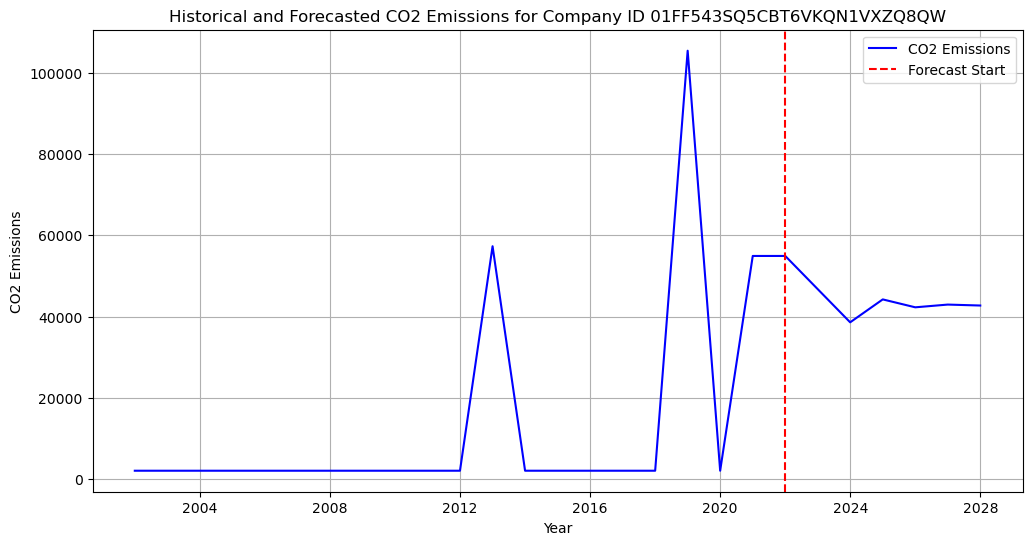 Historical and Forecasted CO2 Emissions for Company ID 01FF543SQ5CBT6VKQN1VXZQ8QW
CO2 Emissions
Forecast Start
100000
80000
60000
40000
20000
0
CO2 Emissions
2004 2008 2012 2016 2020 2024 2028
Year